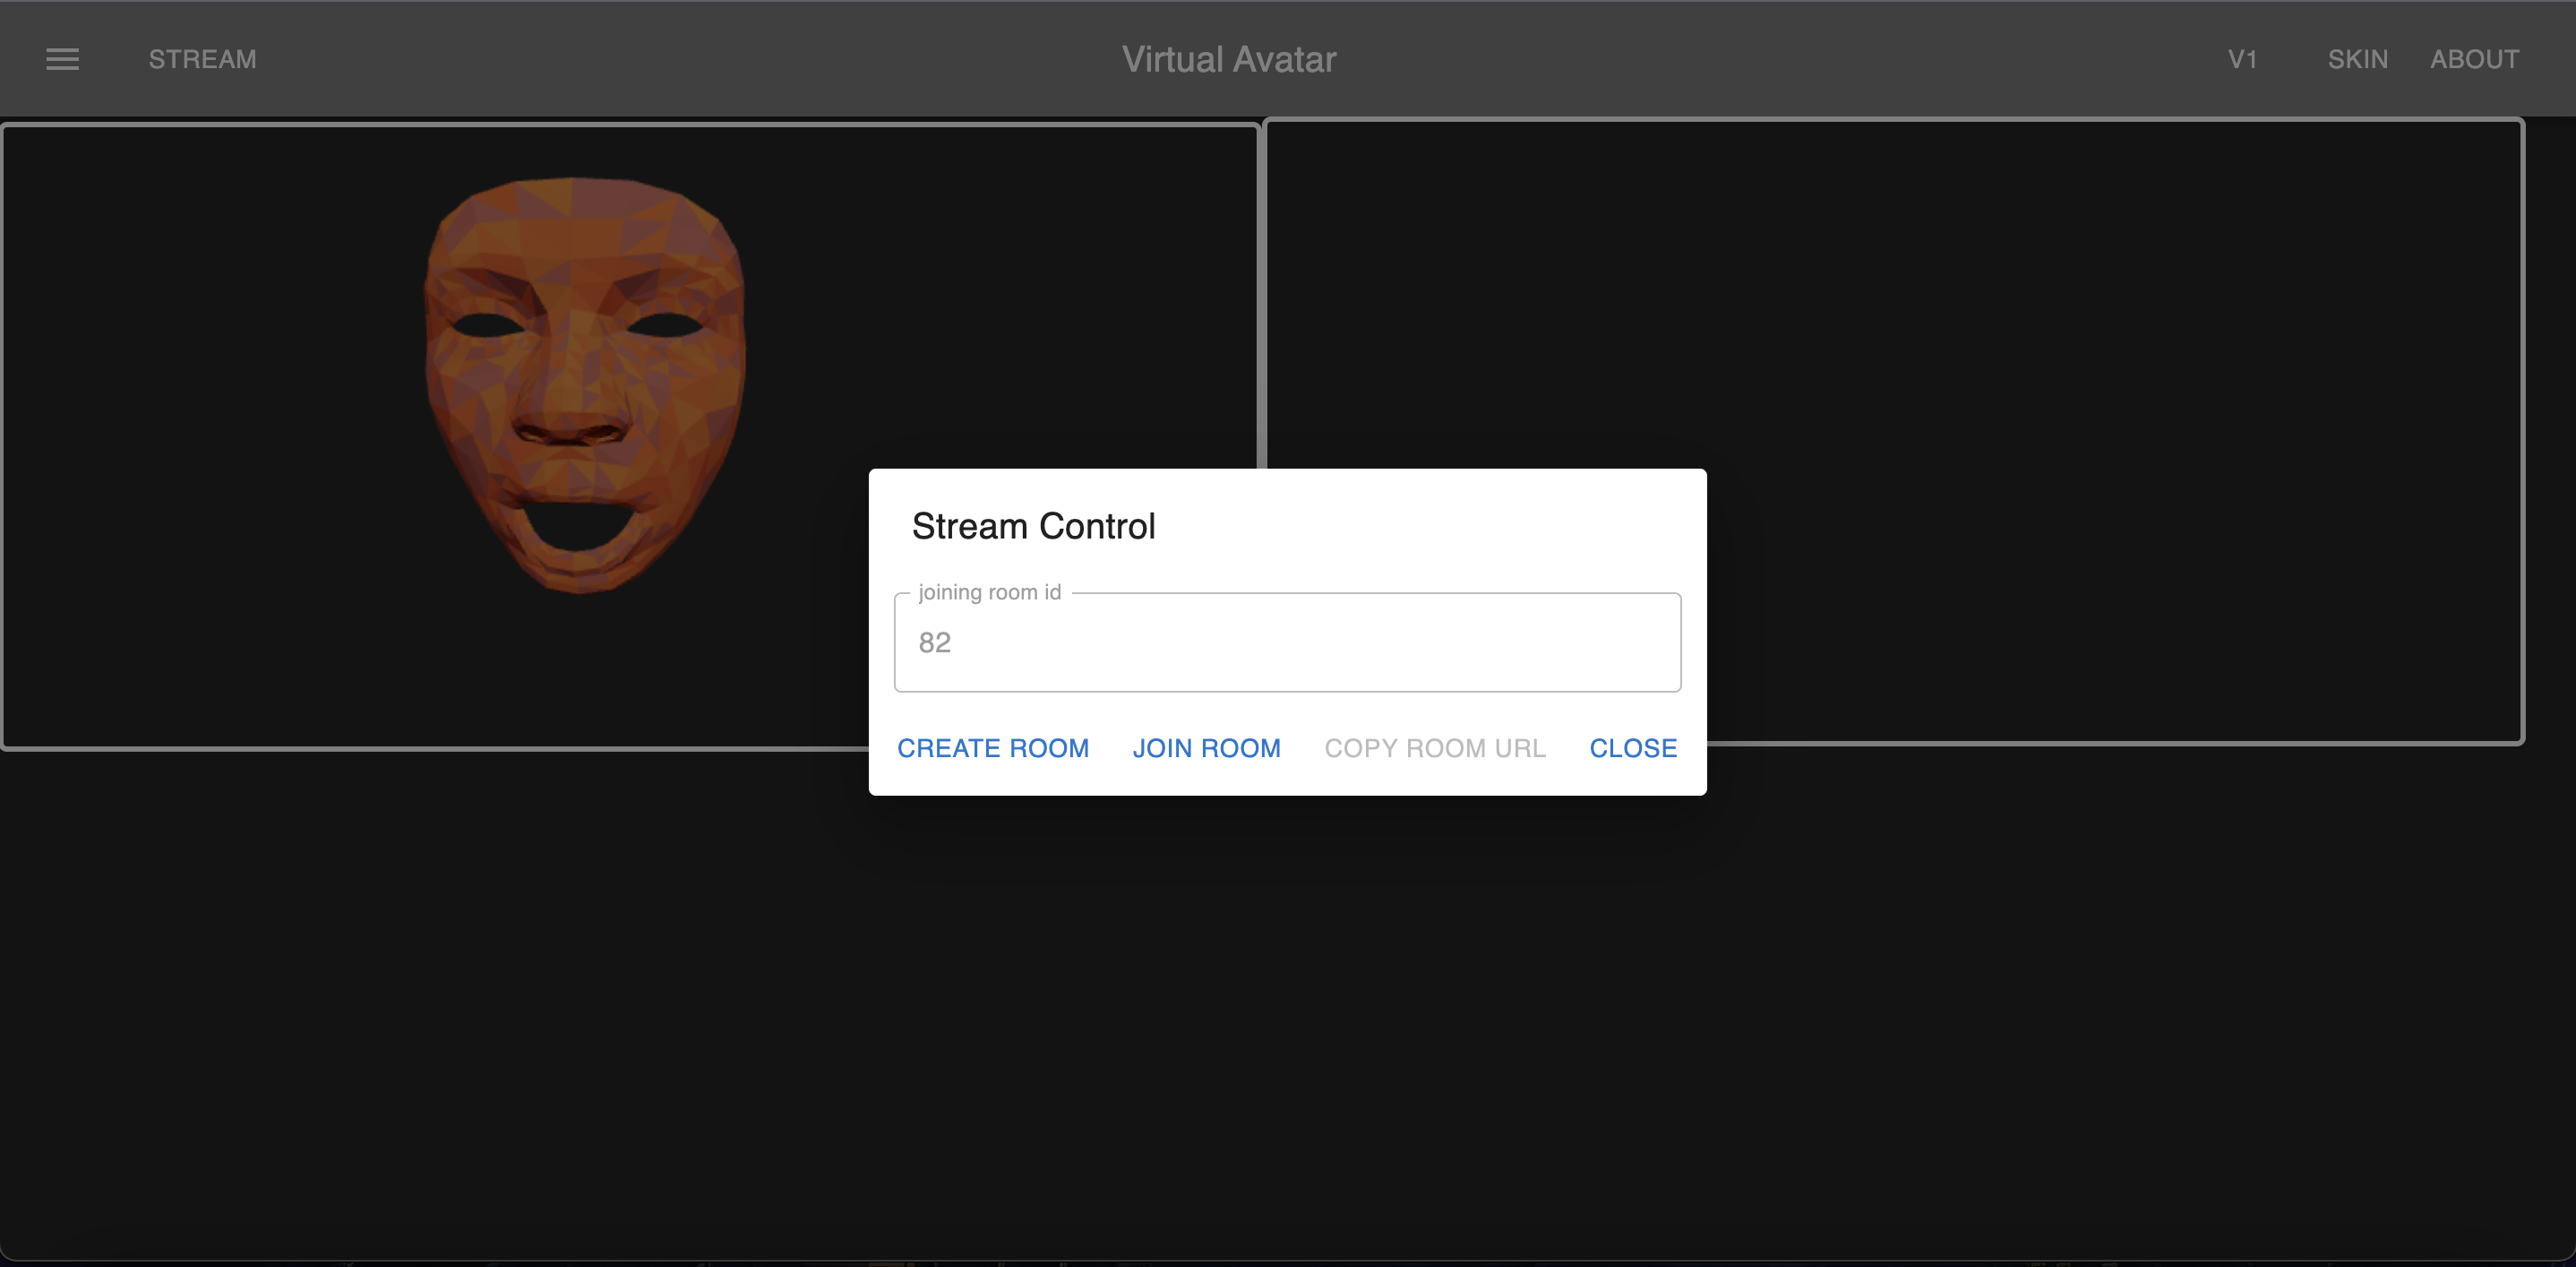 STREAM Virtual Avatar V1 SKIN ABOUT
Stream Control
joining room id
82
CREATE ROOM JOIN ROOM COPY ROOM URL CLOSE